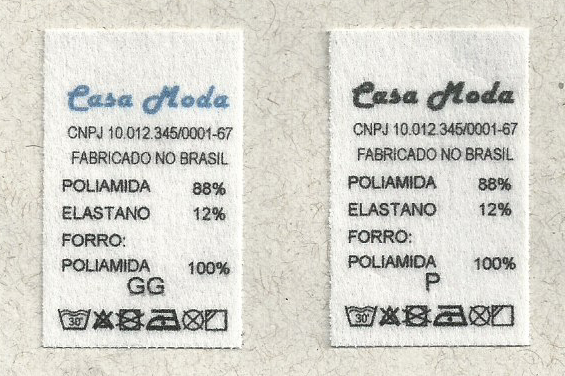 Casa Moda
CNPJ 10.012.345/0001-67
FABRICADO NO BRASIL
POLIAMIDA 88%
ELASTANO 12%
FORRO:
POLIAMIDA 100%
GG
30°
Casa Moda
CNPJ 10.012.345/0001-67
FABRICADO NO BRASIL
POLIAMIDA 88%
ELASTANO 12%
FORRO:
POLIAMIDA 100%
P
30°